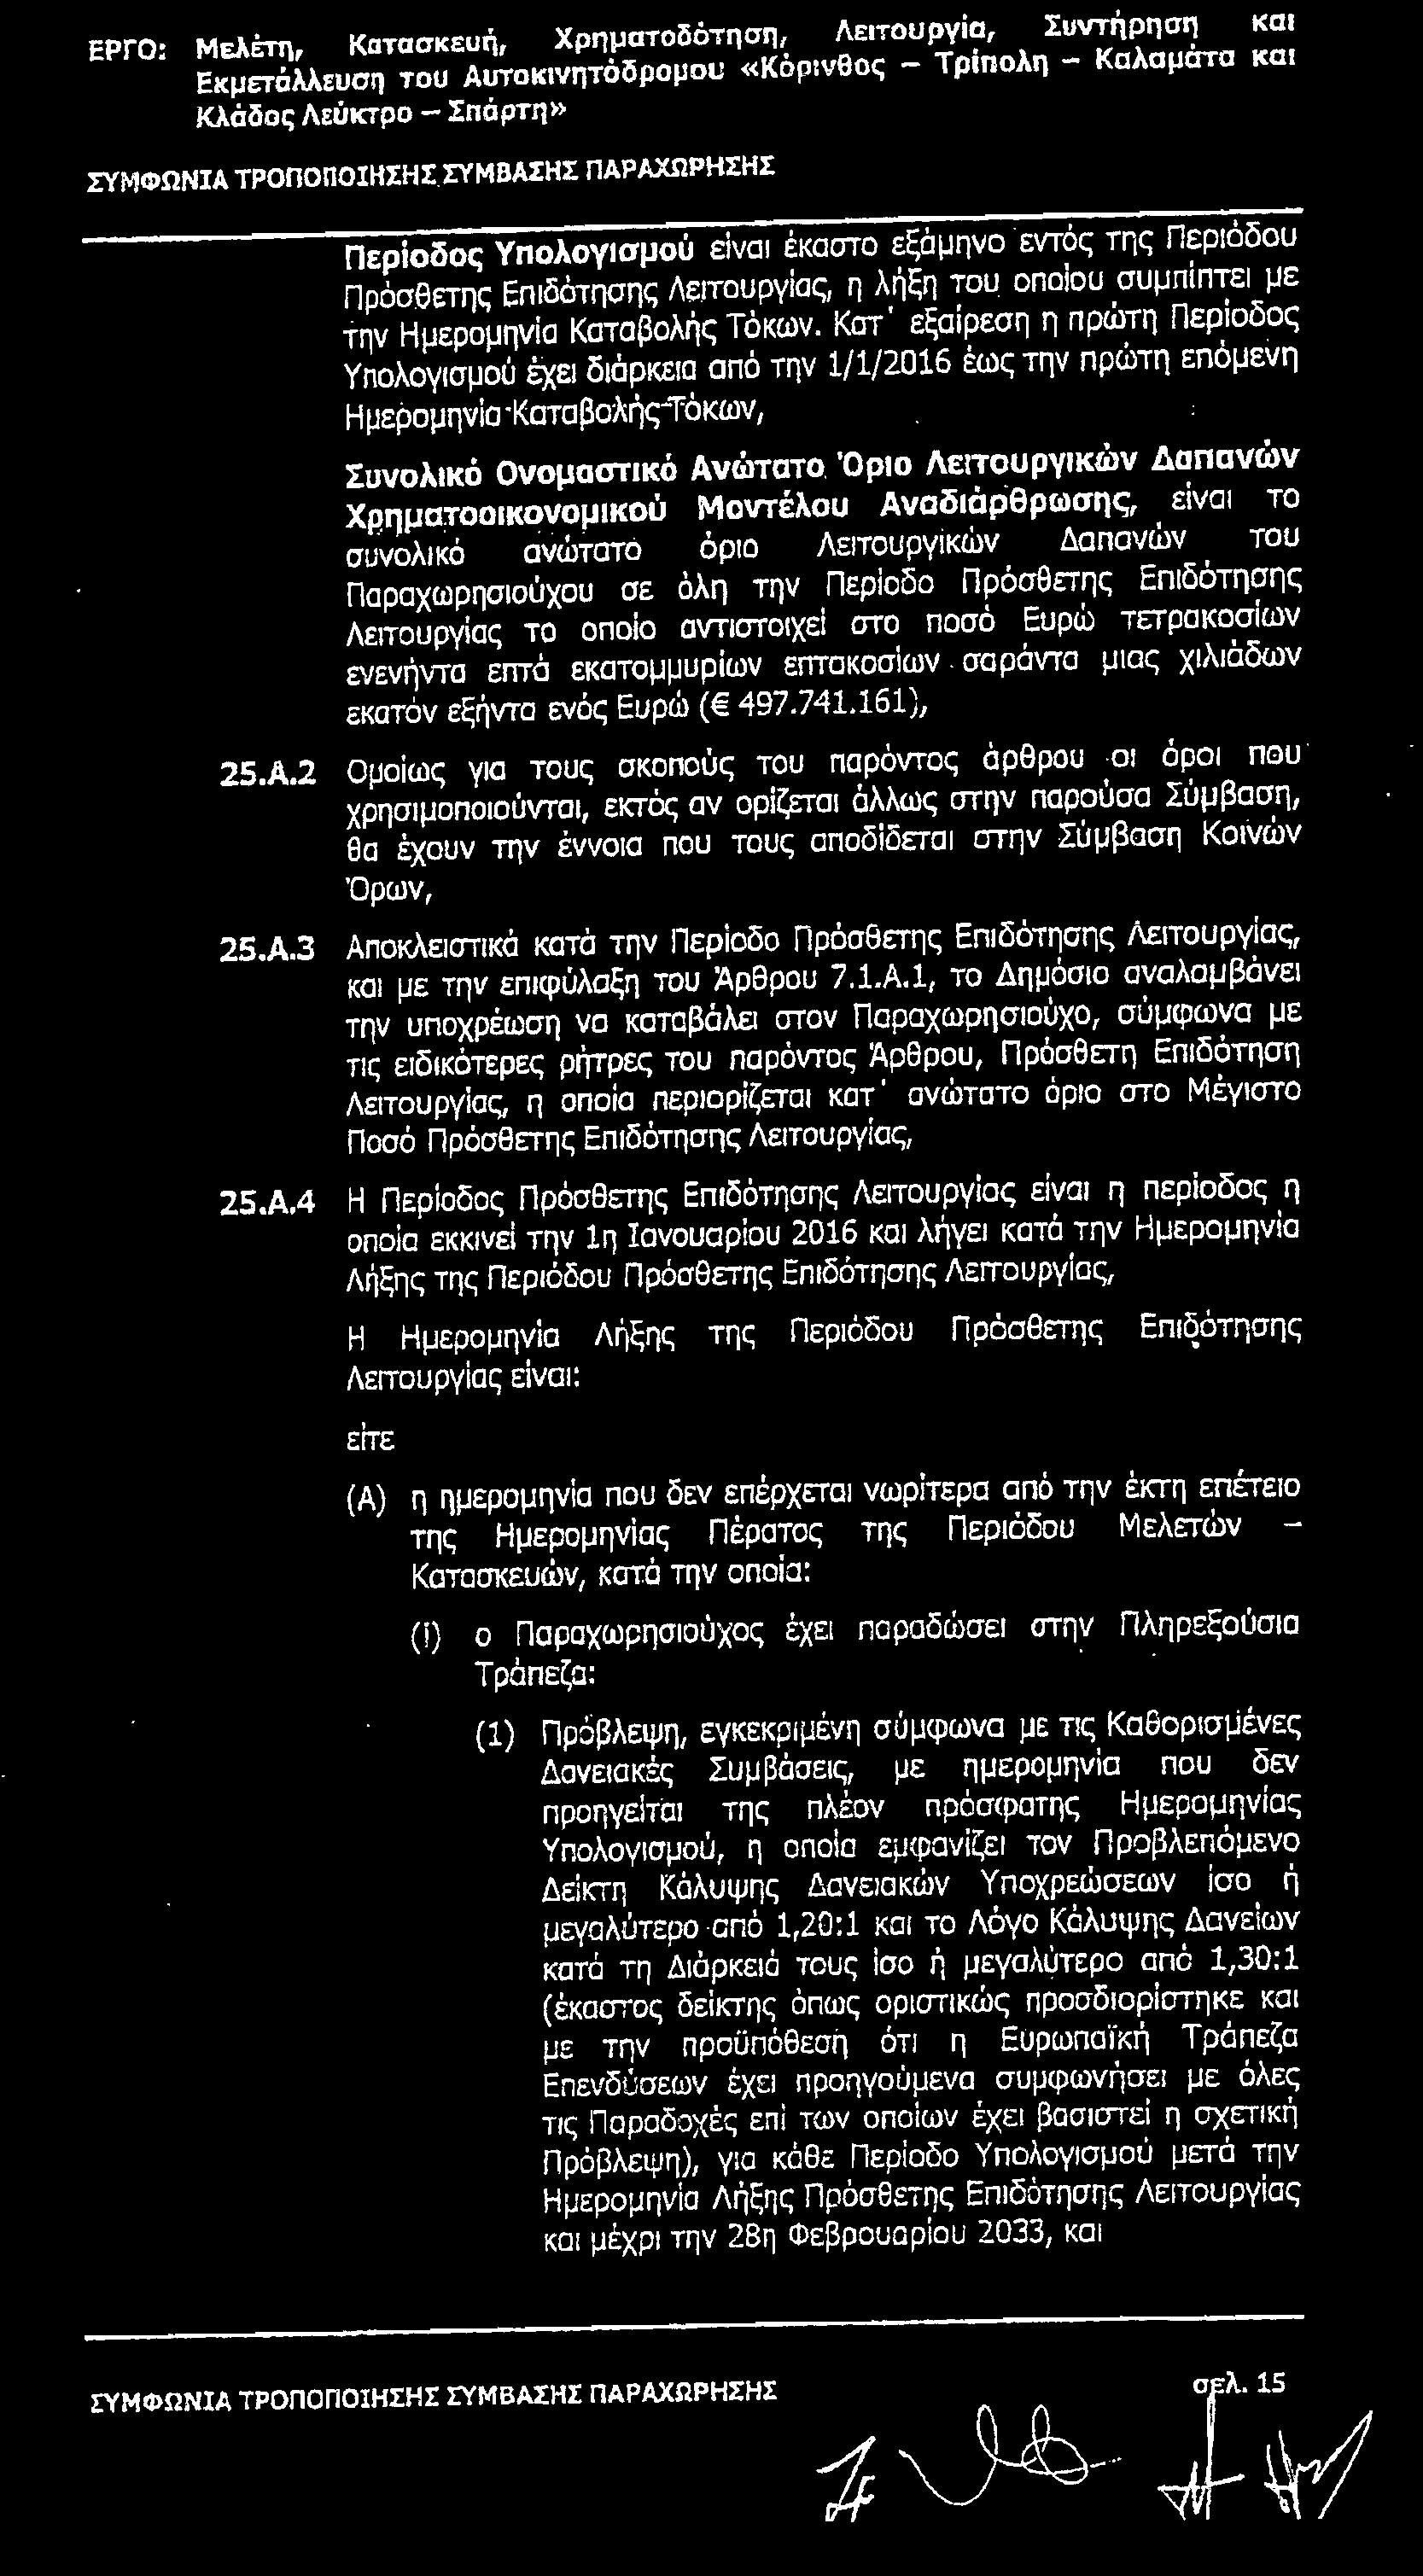 ΕΡΓΟ: Μελέτη, Κατασκευή, Χρηματοδότηση, Λειτουργία, Συντήρηση και
Εκμετάλλευση του Αυτοκινητόδρομου «Κόρινθος – Τρίπολη – Καλαμάτα και
Κλάδος Λεύκτρο – Σπάρτη»
ΣΥΜΦΩΝΙΑ ΤΡΟΠΟΠΟΙΗΣΗΣ ΣΥΜΒΑΣΗΣ ΠΑΡΑΧΩΡΗΣΗΣ
Περίοδος Υπολογισμού είναι έκαστο εξάμηνο εντός της Περιόδου
Πρόσθετης Επιδότησης Λειτουργίας, η λήξη του οποίου συμπίπτει με
την Ημερομηνία Καταβολής Τόκων. Κατ' εξαίρεση η πρώτη Περίοδος
Υπολογισμού έχει διάρκεια από την 1/1/2016 έως την πρώτη επόμενη
Ημερομηνία Καταβολής Τόκων,
Συνολικό Ονομαστικό Ανώτατο Όριο Λειτουργικών Δαπανών
Χρηματοοικονομικού Μοντέλου Αναδιάρθρωσης, είναι το
συνολικό ανώτατο όριο Λειτουργικών Δαπανών του
Παραχωρησιούχου σε όλη την Περίοδο Πρόσθετης Επιδότησης
Λειτουργίας το οποίο αντιστοιχεί στο ποσό Ευρώ τετρακοσίων
ενενήντα επτά εκατομμυρίων επτακοσίων σαράντα μιας χιλιάδων
εκατόν εξήντα ενός Ευρώ (€ 497.741.161),
25.Α.2 Ομοίως για τους σκοπούς του παρόντος άρθρου οι όροι που
χρησιμοποιούνται, εκτός αν ορίζεται άλλως στην παρούσα Σύμβαση,
θα έχουν την έννοια που τους αποδίδεται στην Σύμβαση Κοινών
Όρων,
25.Α.3 Αποκλειστικά κατά την Περίοδο Πρόσθετης Επιδότησης Λειτουργίας,
και με την επιφύλαξη του Άρθρου 7.1.Α.1, το Δημόσιο αναλαμβάνει
την υποχρέωση να καταβάλει στον Παραχωρησιούχο, σύμφωνα με
τις ειδικότερες ρήτρες του παρόντος Άρθρου, Πρόσθετη Επιδότηση
Λειτουργίας, η οποία περιορίζεται κατ' ανώτατο όριο στο Μέγιστο
Ποσό Πρόσθετης Επιδότησης Λειτουργίας,
25.Α.4 Η Περίοδος Πρόσθετης Επιδότησης Λειτουργίας είναι η περίοδος η
οποία εκκινεί την 1η Ιανουαρίου 2016 και λήγει κατά την Ημερομηνία
Λήξης της Περιόδου Πρόσθετης Επιδότησης Λειτουργίας,
Η Ημερομηνία Λήξης της Περιόδου Πρόσθετης Επιδότησης
Λειτουργίας είναι:
είτε
(Α) η ημερομηνία που δεν επέρχεται νωρίτερα από την έκτη επέτειο
της Ημερομηνίας Πέρατος της Περιόδου Μελετών –
Κατασκευών, κατά την οποία:
(i) ο Παραχωρησιούχος έχει παραδώσει στην Πληρεξούσια
Τράπεζα:
(1) Πρόβλεψη, εγκεκριμένη σύμφωνα με τις Καθορισμένες
Δανειακές Συμβάσεις, με ημερομηνία που δεν
προηγείται της πλέον πρόσφατης Ημερομηνίας
Υπολογισμού, η οποία εμφανίζει τον Προβλεπόμενο
Δείκτη Κάλυψης Δανειακών Υποχρεώσεων ίσο ή
μεγαλύτερο από 1,20:1 και το Λόγο Κάλυψης Δανείων
κατά τη Διάρκειά τους ίσο ή μεγαλύτερο από 1,30:1
(έκαστος δείκτης όπως οριστικώς προσδιορίστηκε και
με την προϋπόθεση ότι η Ευρωπαϊκή Τράπεζα
Επενδύσεων έχει προηγούμενα συμφωνήσει με όλες
τις Παραδοχές επί των οποίων έχει βασιστεί η σχετική
Πρόβλεψη), για κάθε Περίοδο Υπολογισμού μετά την
Ημερομηνία Λήξης Πρόσθετης Επιδότησης Λειτουργίας
και μέχρι την 28η Φεβρουαρίου 2033, και
ΣΥΜΦΩΝΙΑ ΤΡΟΠΟΠΟΙΗΣΗΣ ΣΥΜΒΑΣΗΣ ΠΑΡΑΧΩΡΗΣΗΣ σελ. 15